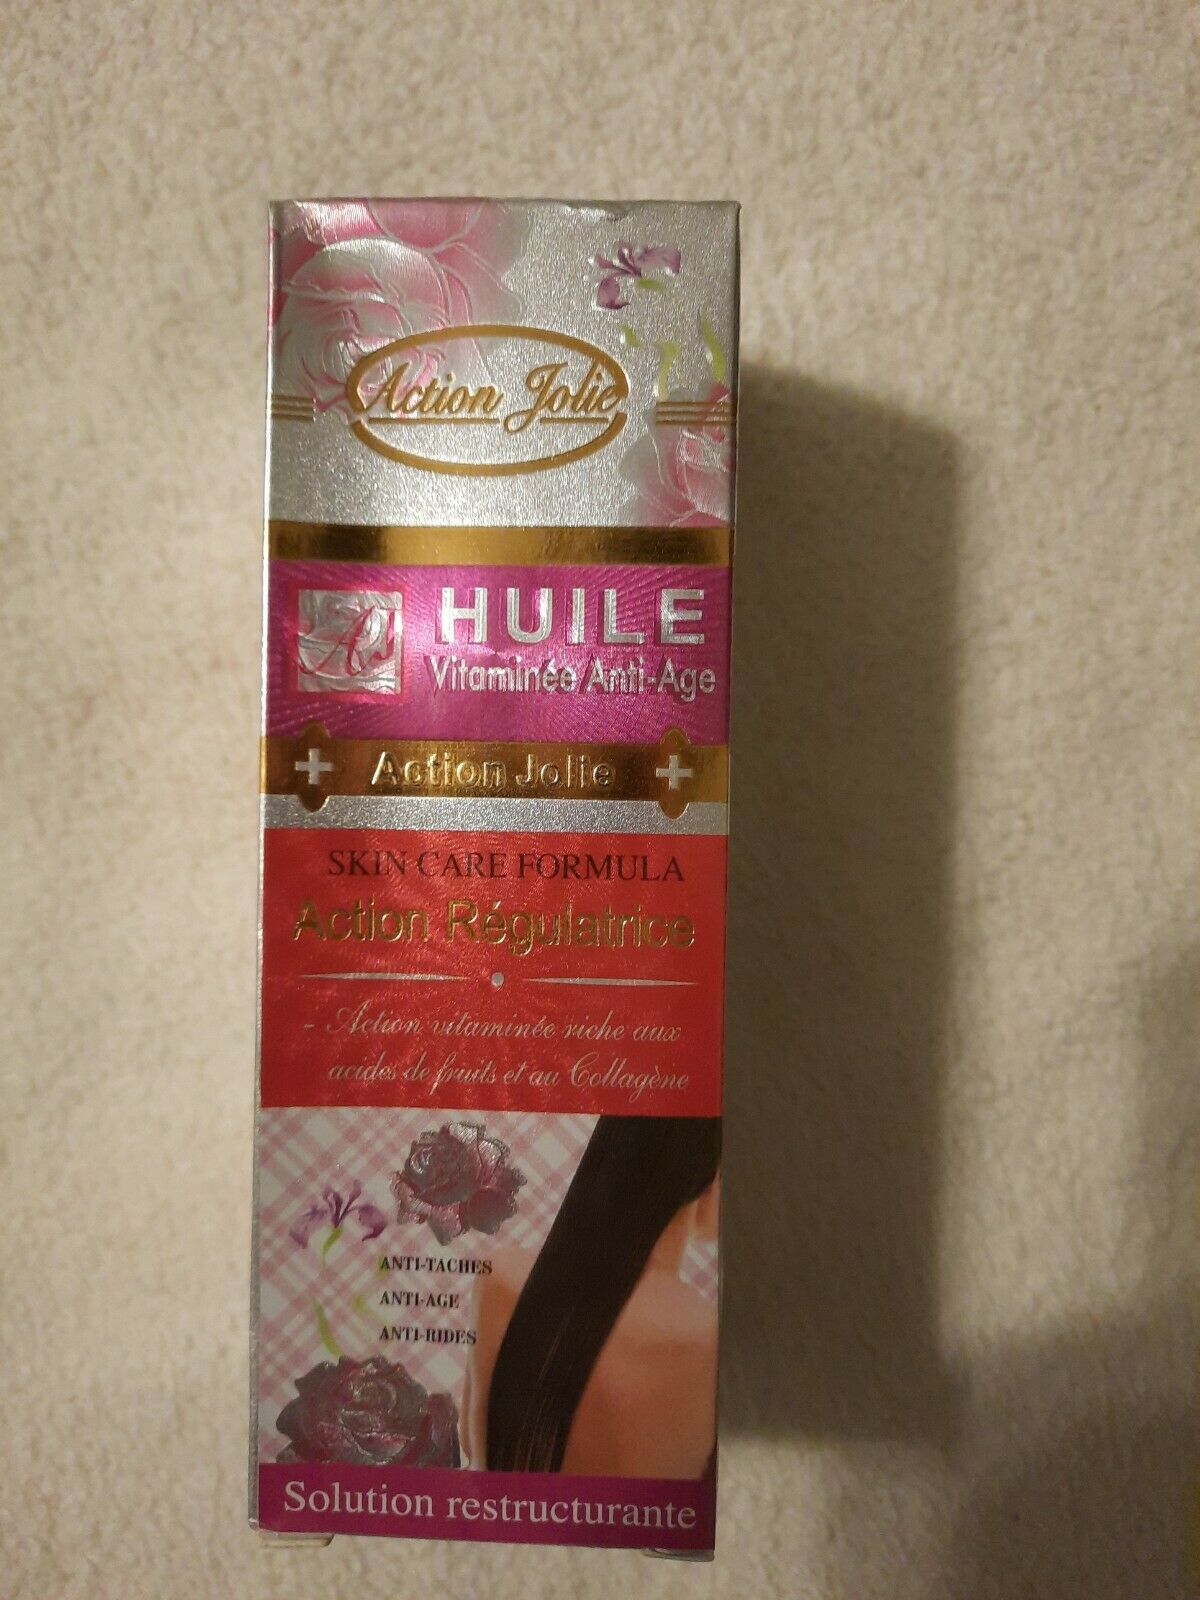 Action Jolie
AJ
HUILE
Vitaminée Anti-Age
+ Action Jolie +
SKIN CARE FORMULA
Action Régulatrice
- Action vitaminée riche aux
acides de fruits et au Collagène
ANTI-TACHES
ANTI-AGE
ANTI-RIDES
Solution restructurante